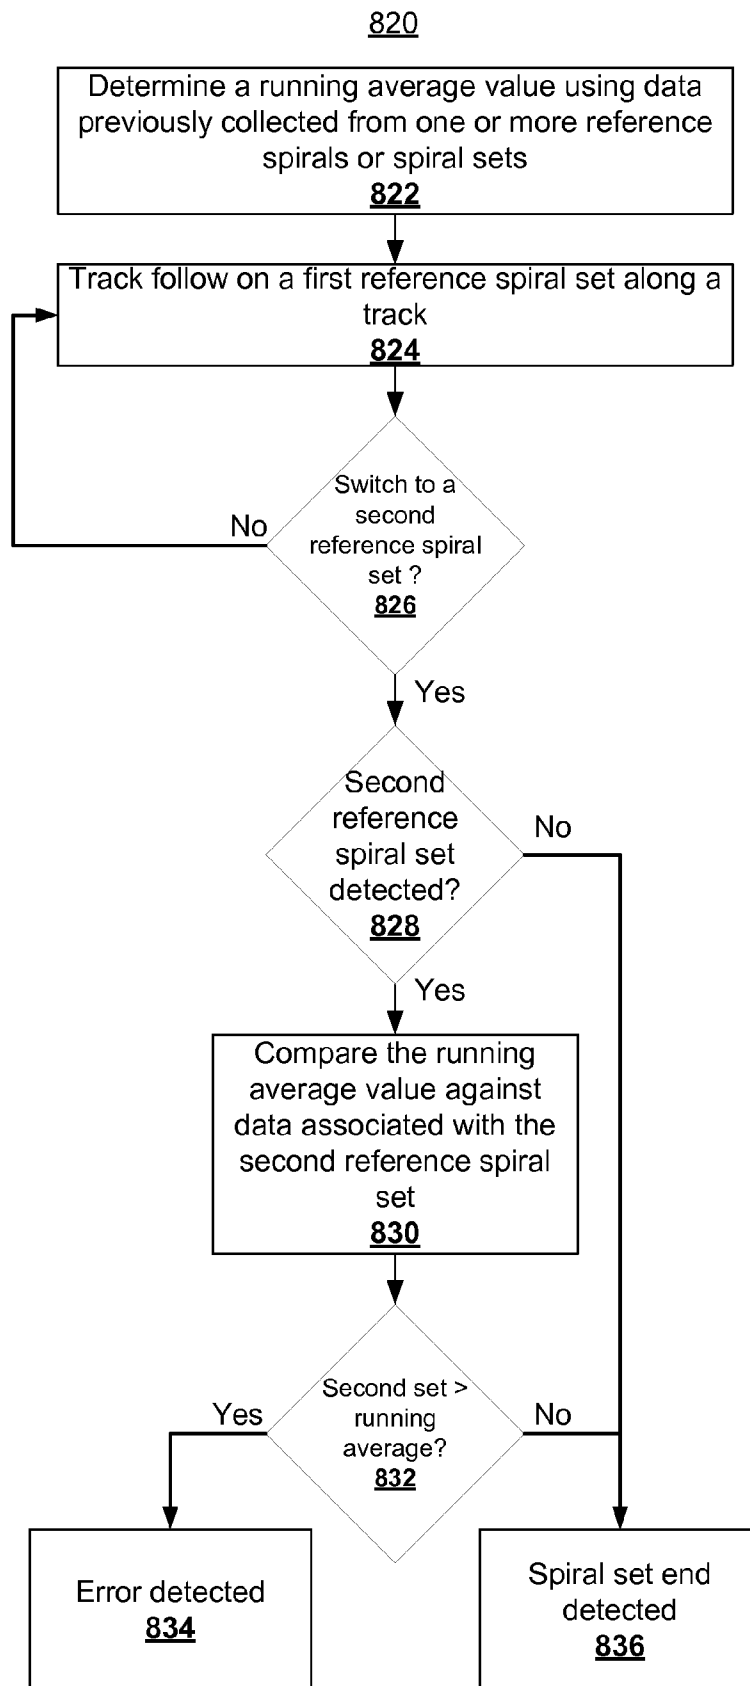 820
Determine a running average value using data
previously collected from one or more reference
spirals or spiral sets
822
Track follow on a first reference spiral set along a
track
824
Switch to a
second
reference spiral
set ?
826
No
Yes
Second
reference
spiral set
detected?
828
No
Yes
Compare the running
average value against
data associated with the
second reference spiral
set
830
Second set >
running
average?
832
Yes
No
Error detected
834
Spiral set end
detected
836